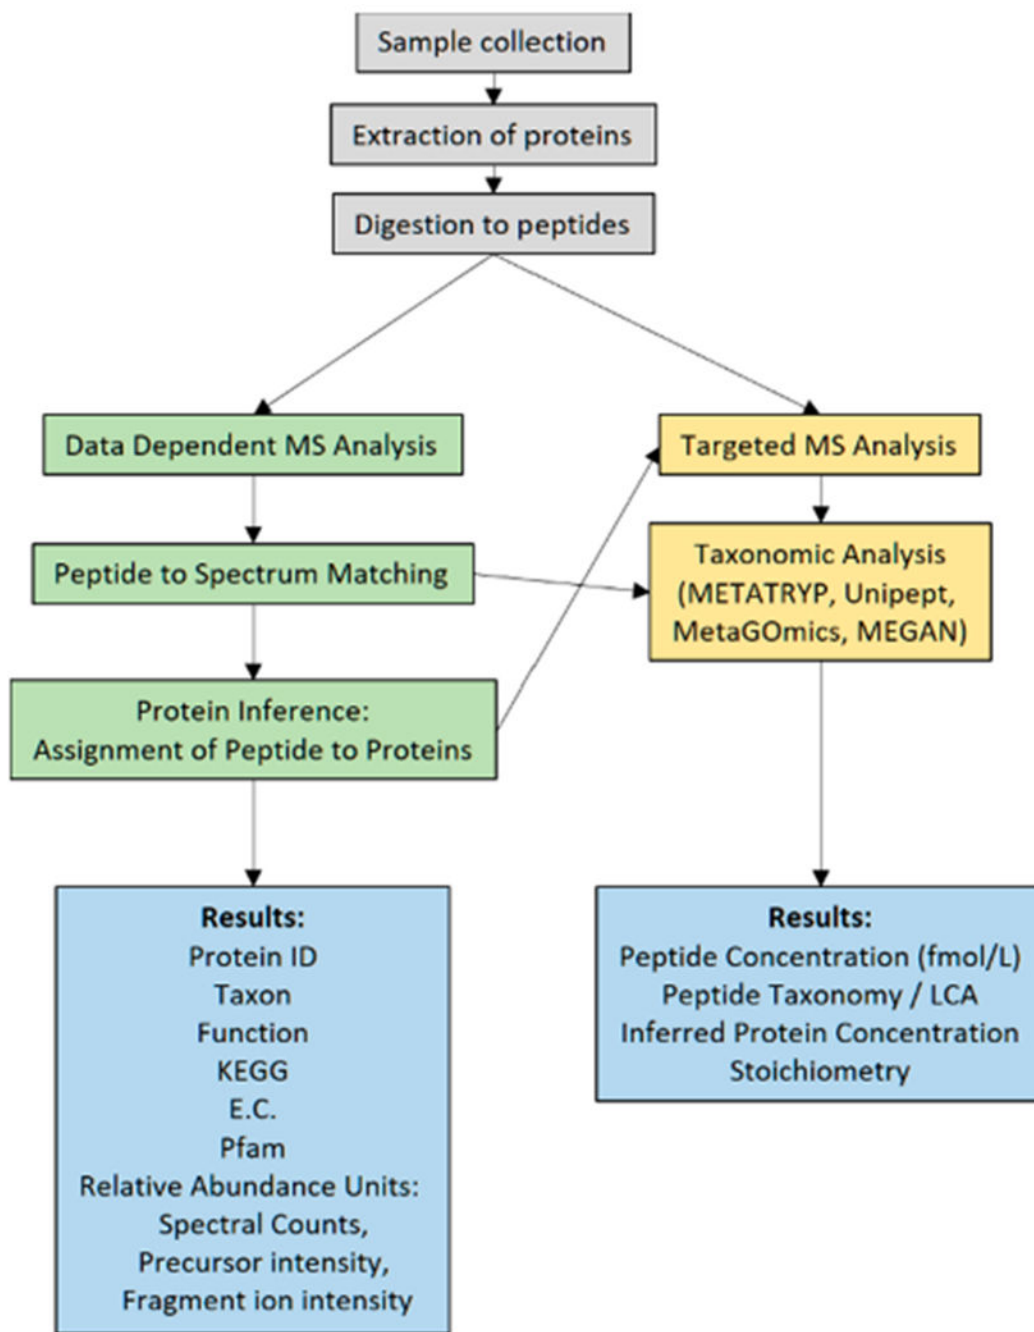 Sample collection
Extraction of proteins
Digestion to peptides
Data Dependent MS Analysis
Peptide to Spectrum Matching
Protein Inference:
Assignment of Peptide to Proteins
Targeted MS Analysis
Taxonomic Analysis
(METATRYP, Unipept,
MetaGOmics, MEGAN)
Results:
Protein ID
Taxon
Function
KEGG
E.C.
Pfam
Relative Abundance Units:
Spectral Counts,
Precursor intensity,
Fragment ion intensity
Results:
Peptide Concentration (fmol/L)
Peptide Taxonomy / LCA
Inferred Protein Concentration
Stoichiometry